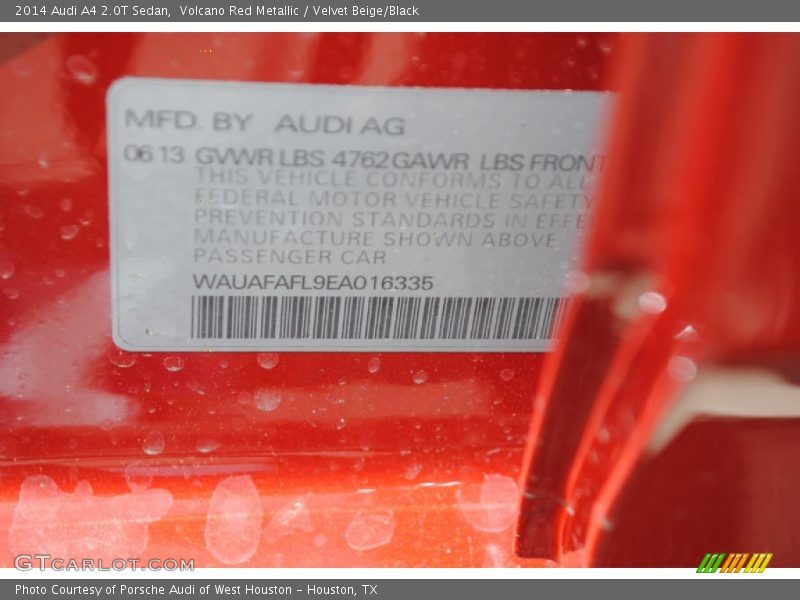 2014 Audi A4 2.0T Sedan,  Volcano Red Metallic / Velvet Beige/Black
MFD. BY AUDI AG
06 13 GVWR LBS 4762 GAWR LBS FRONT
THIS VEHICLE CONFORMS TO ALL
FEDERAL MOTOR VEHICLE SAFETY
PREVENTION STANDARDS IN EFFEC
MANUFACTURE SHOWN ABOVE.
PASSENGER CAR
WAUAFAFL9EA016335
GTCarLot.com
Photo Courtesy of Porsche Audi of West Houston – Houston, TX